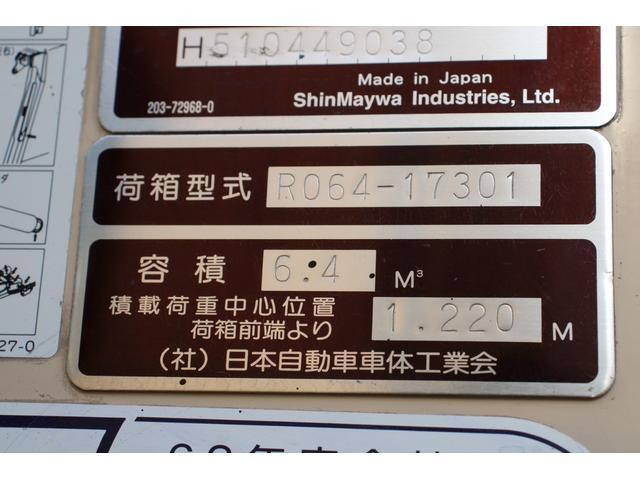 H510449038
Made in Japan
203-72968-0
ShinMaywa Industries, Ltd.
荷箱型式 R064-17301
容積 6.4 M³
積載荷重中心位置
荷箱前端より 1.220 M
(社)日本自動車車体工業会
27-0